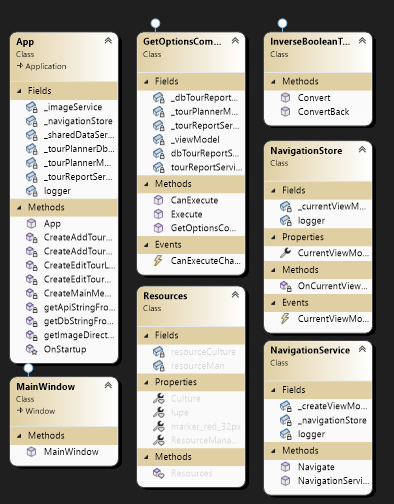 App
Class
Application
Fields
_imageService
_navigationStore
_sharedDataSer...
_tourPlannerDb...
_tourPlannerM...
_tourReportSer...
logger
Methods
App
CreateAddTour...
CreateAddTour...
CreateEditTourL...
CreateEditTour...
CreateMainMe...
getApiStringFro...
getDbStringFro...
getImageDirect...
OnStartup
MainWindow
Class
Window
Methods
MainWindow
GetOptionsCom...
Class
Fields
_dbTourReport...
_tourPlannerM...
_tourReportSer...
_viewModel
dbTourReportS...
tourReportServi...
Methods
CanExecute
Execute
GetOptionsCo...
Events
CanExecuteCha...
Resources
Class
Fields
resourceCulture
resourceMan
Properties
Culture
lupe
marker_red_32px
ResourceMana...
Methods
Resources
InverseBooleanT...
Class
Methods
Convert
ConvertBack
NavigationStore
Class
Fields
_currentViewMo...
logger
Properties
CurrentViewMo...
Methods
OnCurrentView...
Events
CurrentViewMo...
NavigationService
Class
Fields
_createViewMo...
_navigationStore
logger
Methods
Navigate
NavigationServi...